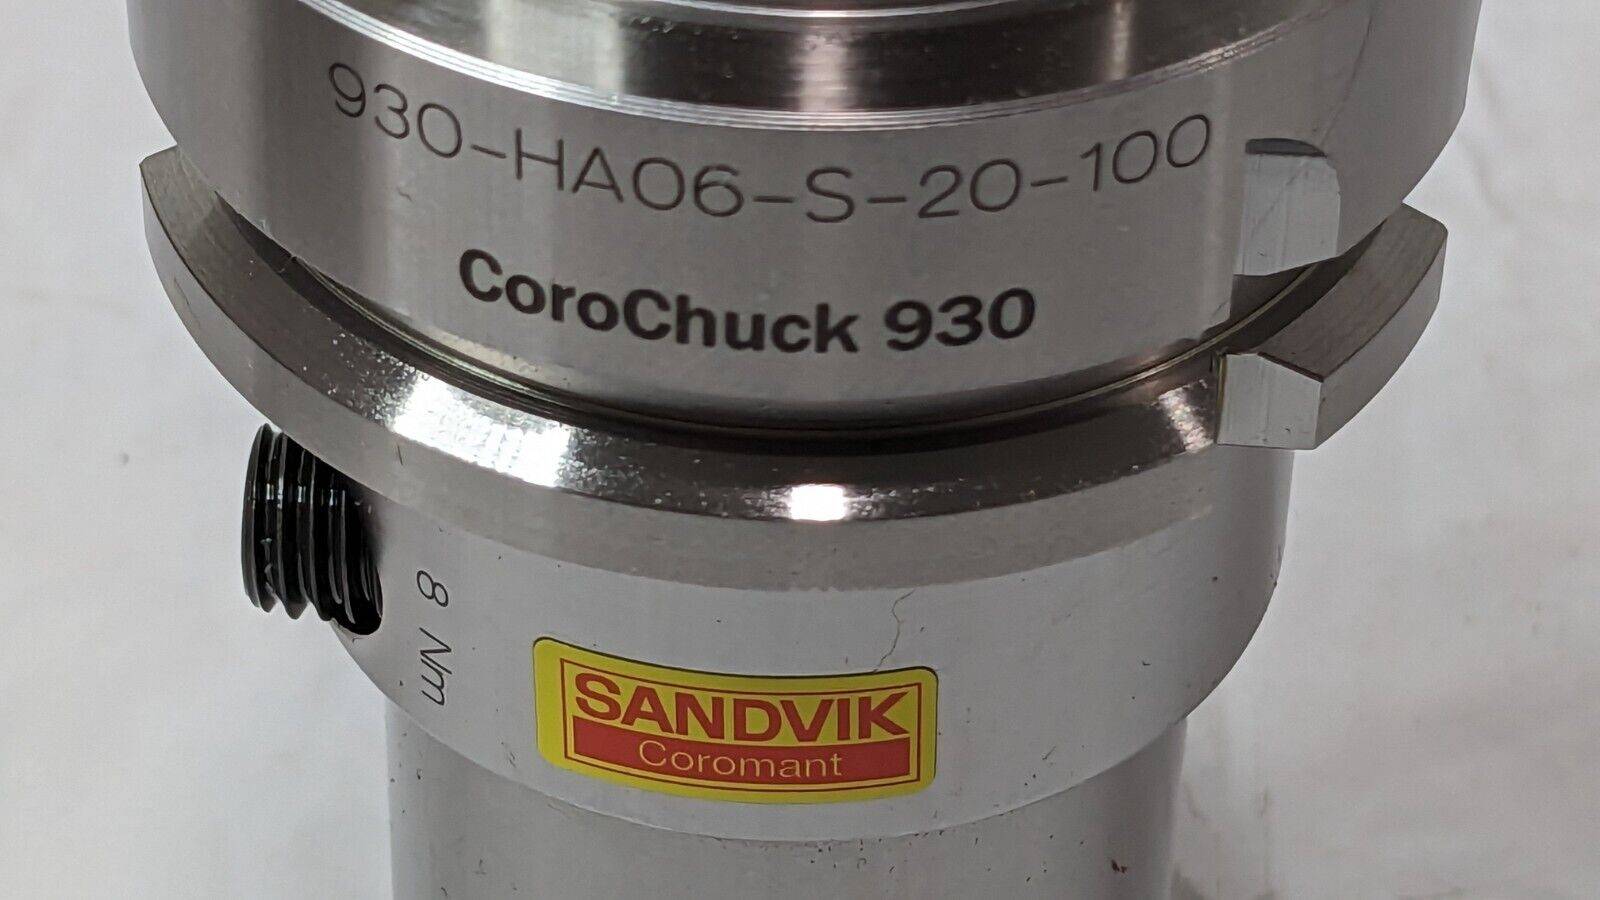 930-HA06-S-20-100
CoroChuck 930
8 Nm
SANDVIK
Coromant